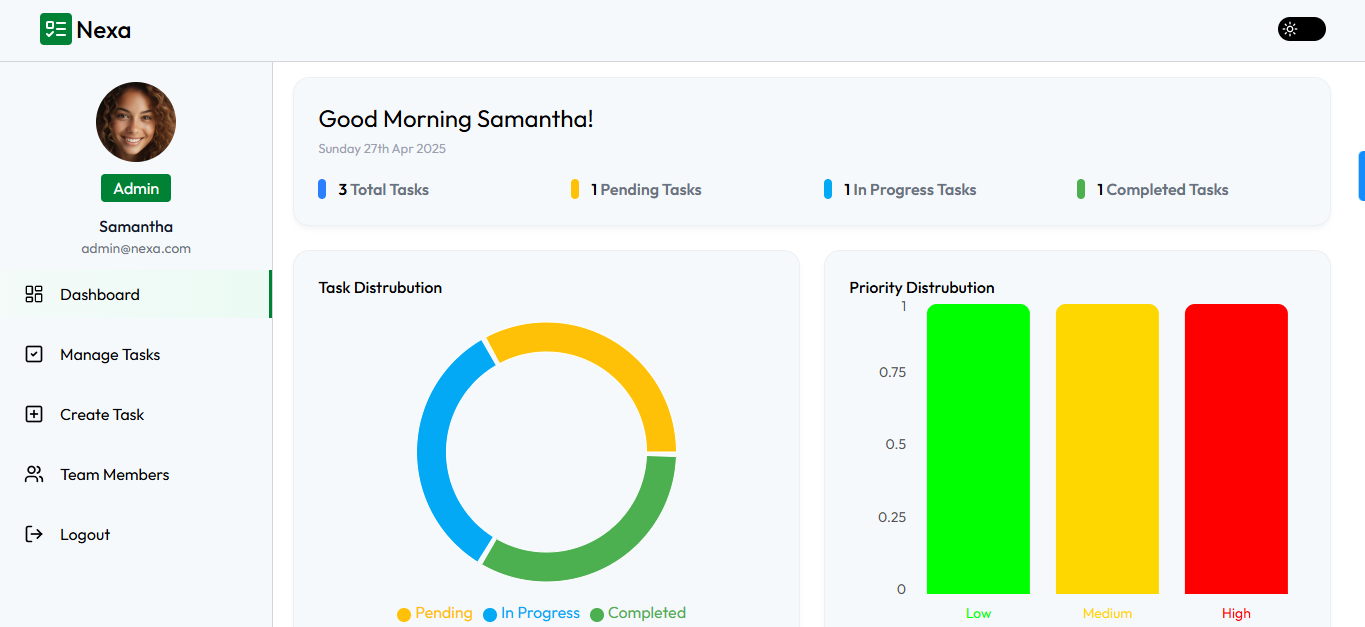 Nexa
Admin
Samantha
admin@nexa.com
Dashboard
Manage Tasks
Create Task
Team Members
Logout
Good Morning Samantha!
Sunday 27th Apr 2025
3 Total Tasks
1 Pending Tasks
1 In Progress Tasks
1 Completed Tasks
Task Distrubution
Pending In Progress Completed
Priority Distrubution
1
0.75
0.5
0.25
0
Low Medium High